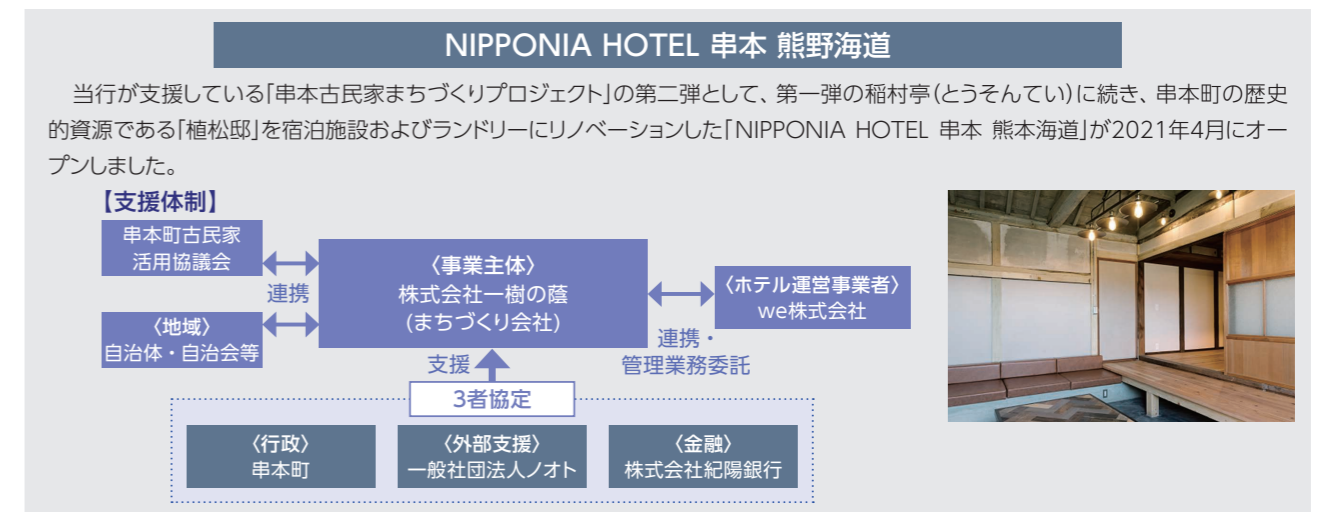 NIPPONIA HOTEL 串本 熊野海道
当行が支援している「串本古民家まちづくりプロジェクト」の第二弾として、第一弾の稲村亭（とうそんてい）に続き、串本町の歴史
的資源である「植松邸」を宿泊施設およびランドリーにリノベーションした「NIPPONIA HOTEL 串本 熊本海道」が2021年4月にオー
プンしました。
【支援体制】
串本町古民家
活用協議会
連携
〈地域〉
自治体・自治会等
〈事業主体〉
株式会社一樹の蔭
(まちづくり会社)
〈ホテル運営事業者〉
we株式会社
連携・
管理業務委託
支援
3者協定
〈行政〉
串本町
〈外部支援〉
一般社団法人ノオト
〈金融〉
株式会社紀陽銀行